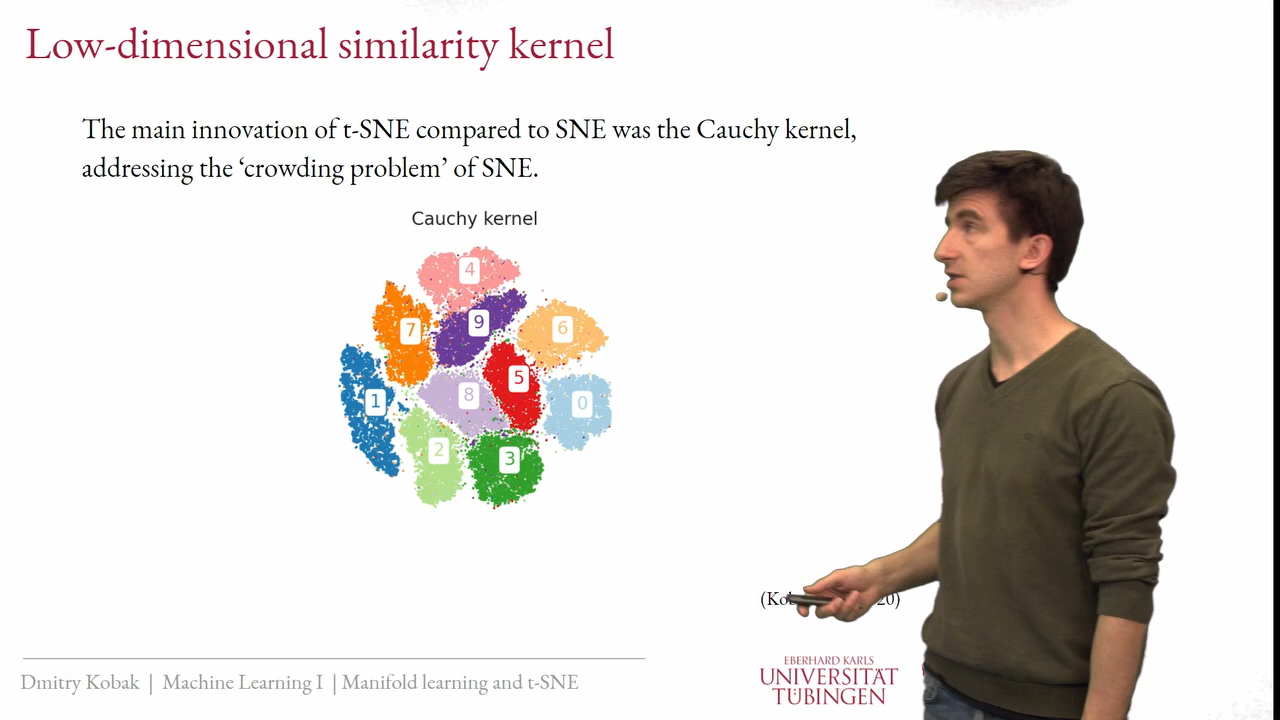 Low-dimensional similarity kernel
The main innovation of t-SNE compared to SNE was the Cauchy kernel,
addressing the ‘crowding problem’ of SNE.
Cauchy kernel
4
9
7
6
5
8
1
0
2
3
Dmitry Kobak | Machine Learning I | Manifold learning and t-SNE
EBERHARD KARLS
UNIVERSITÄT
TÜBINGEN